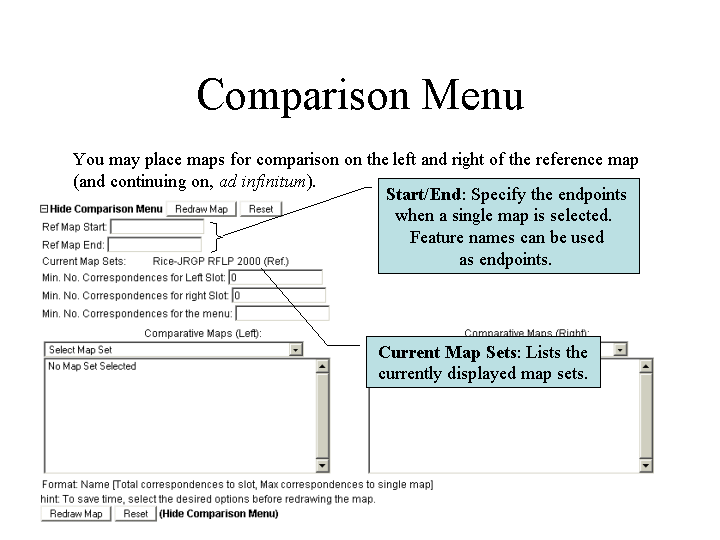 Comparison Menu
You may place maps for comparison on the left and right of the reference map
(and continuing on, ad infinitum).
Start/End: Specify the endpoints
when a single map is selected.
Feature names can be used
as endpoints.
Hide Comparison Menu Redraw Map Reset
Ref Map Start:
Ref Map End:
Current Map Sets: Rice-JRGP RFLP 2000 (Ref.)
Min. No. Correspondences for Left Slot: 0
Min. No. Correspondences for right Slot: 0
Min. No. Correspondences for the menu:
Comparative Maps (Left): Comparative Maps (Right):
Select Map Set
No Map Set Selected
Current Map Sets: Lists the
currently displayed map sets.
Format: Name [Total correspondences to slot, Max correspondences to single map]
hint: To save time, select the desired options before redrawing the map.
Redraw Map Reset (Hide Comparison Menu)